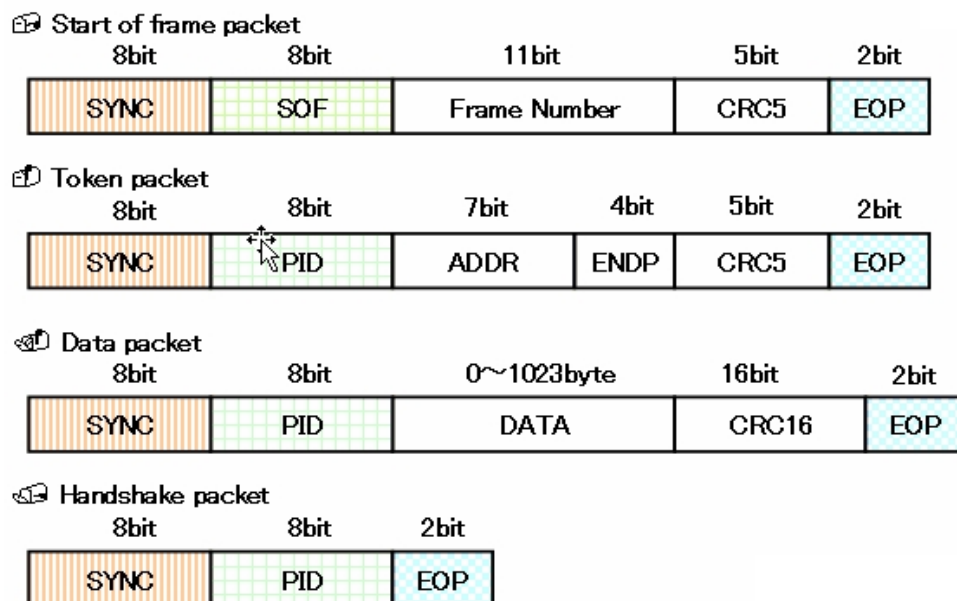 Start of frame packet
8bit 8bit 11bit 5bit 2bit
SYNC SOF Frame Number CRC5 EOP
Token packet
8bit 8bit 7bit 4bit 5bit 2bit
SYNC PID ADDR ENDP CRC5 EOP
Data packet
8bit 8bit 0～1023byte 16bit 2bit
SYNC PID DATA CRC16 EOP
Handshake packet
8bit 8bit 2bit
SYNC PID EOP